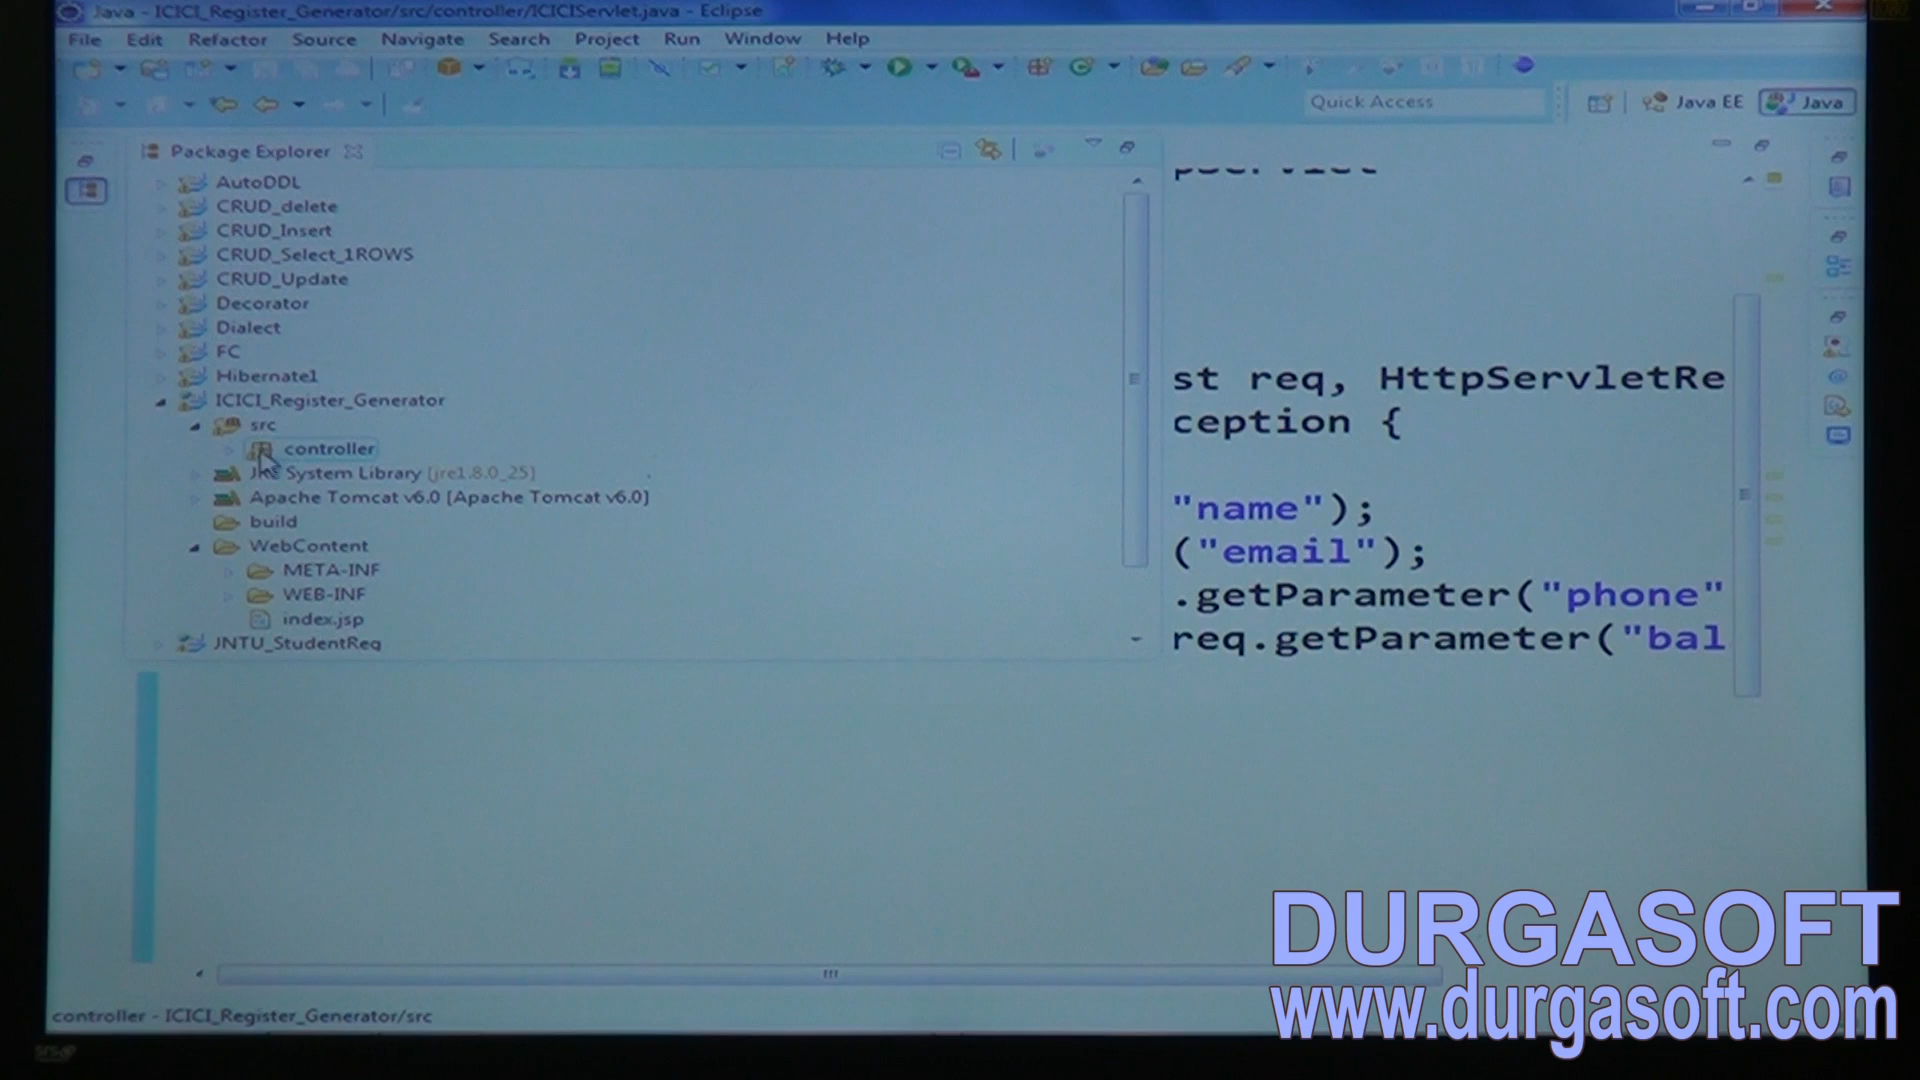 Java - ICICI_Register_Generator/src/controller/ICICIServlet.java - Eclipse
File Edit Refactor Source Navigate Search Project Run Window Help
Quick Access
Java EE
Java
Package Explorer
AutoDDL
CRUD_delete
CRUD_Insert
CRUD_Select_1ROWS
CRUD_Update
Decorator
Dialect
FC
Hibernate1
ICICI_Register_Generator
src
controller
JRE System Library [jre1.8.0_25]
Apache Tomcat v6.0 [Apache Tomcat v6.0]
build
WebContent
META-INF
WEB-INF
index.jsp
JNTU_StudentReg
st req, HttpServletRe
ception {
"name");
("email");
.getParameter("phone"
req.getParameter("bal
controller - ICICI_Register_Generator/src
DURGASOFT
www.durgasoft.com